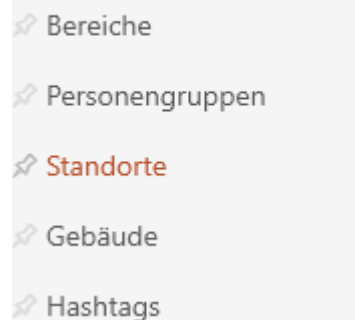 Bereiche
Personengruppen
Standorte
Gebäude
Hashtags